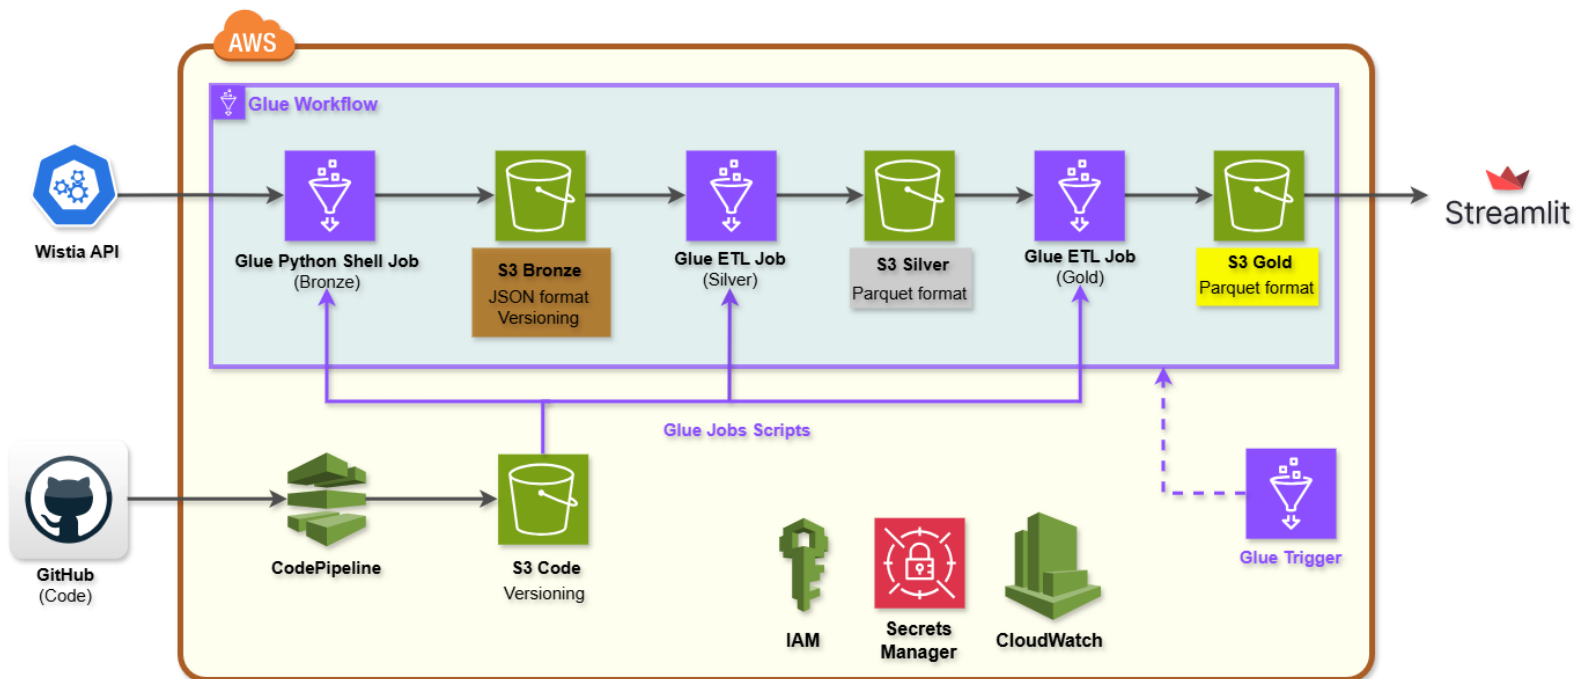 AWS
Glue Workflow
Wistia API
Glue Python Shell Job
(Bronze)
S3 Bronze
JSON format
Versioning
Glue ETL Job
(Silver)
S3 Silver
Parquet format
Glue ETL Job
(Gold)
S3 Gold
Parquet format
Streamlit
Glue Jobs Scripts
GitHub
(Code)
CodePipeline
S3 Code
Versioning
IAM
Secrets
Manager
CloudWatch
Glue Trigger